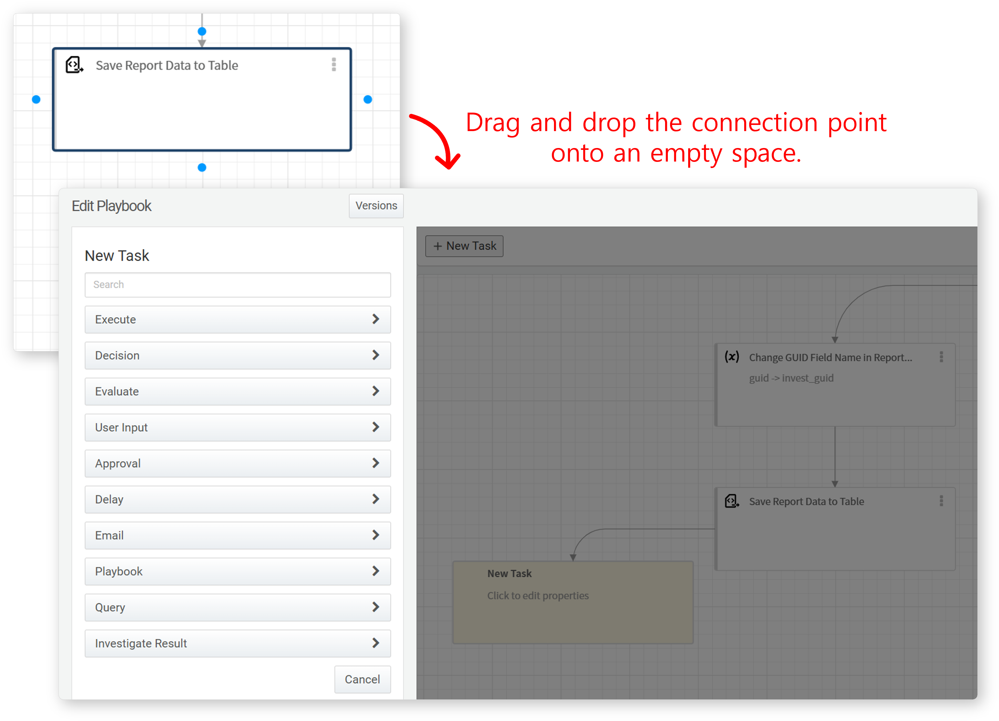 Save Report Data to Table
Drag and drop the connection point
onto an empty space.
Edit Playbook
Versions
New Task
Search
Execute
Decision
Evaluate
User Input
Approval
Delay
Email
Playbook
Query
Investigate Result
Cancel
+ New Task
(x) Change GUID Field Name in Report...
guid -> invest_guid
Save Report Data to Table
New Task
Click to edit properties